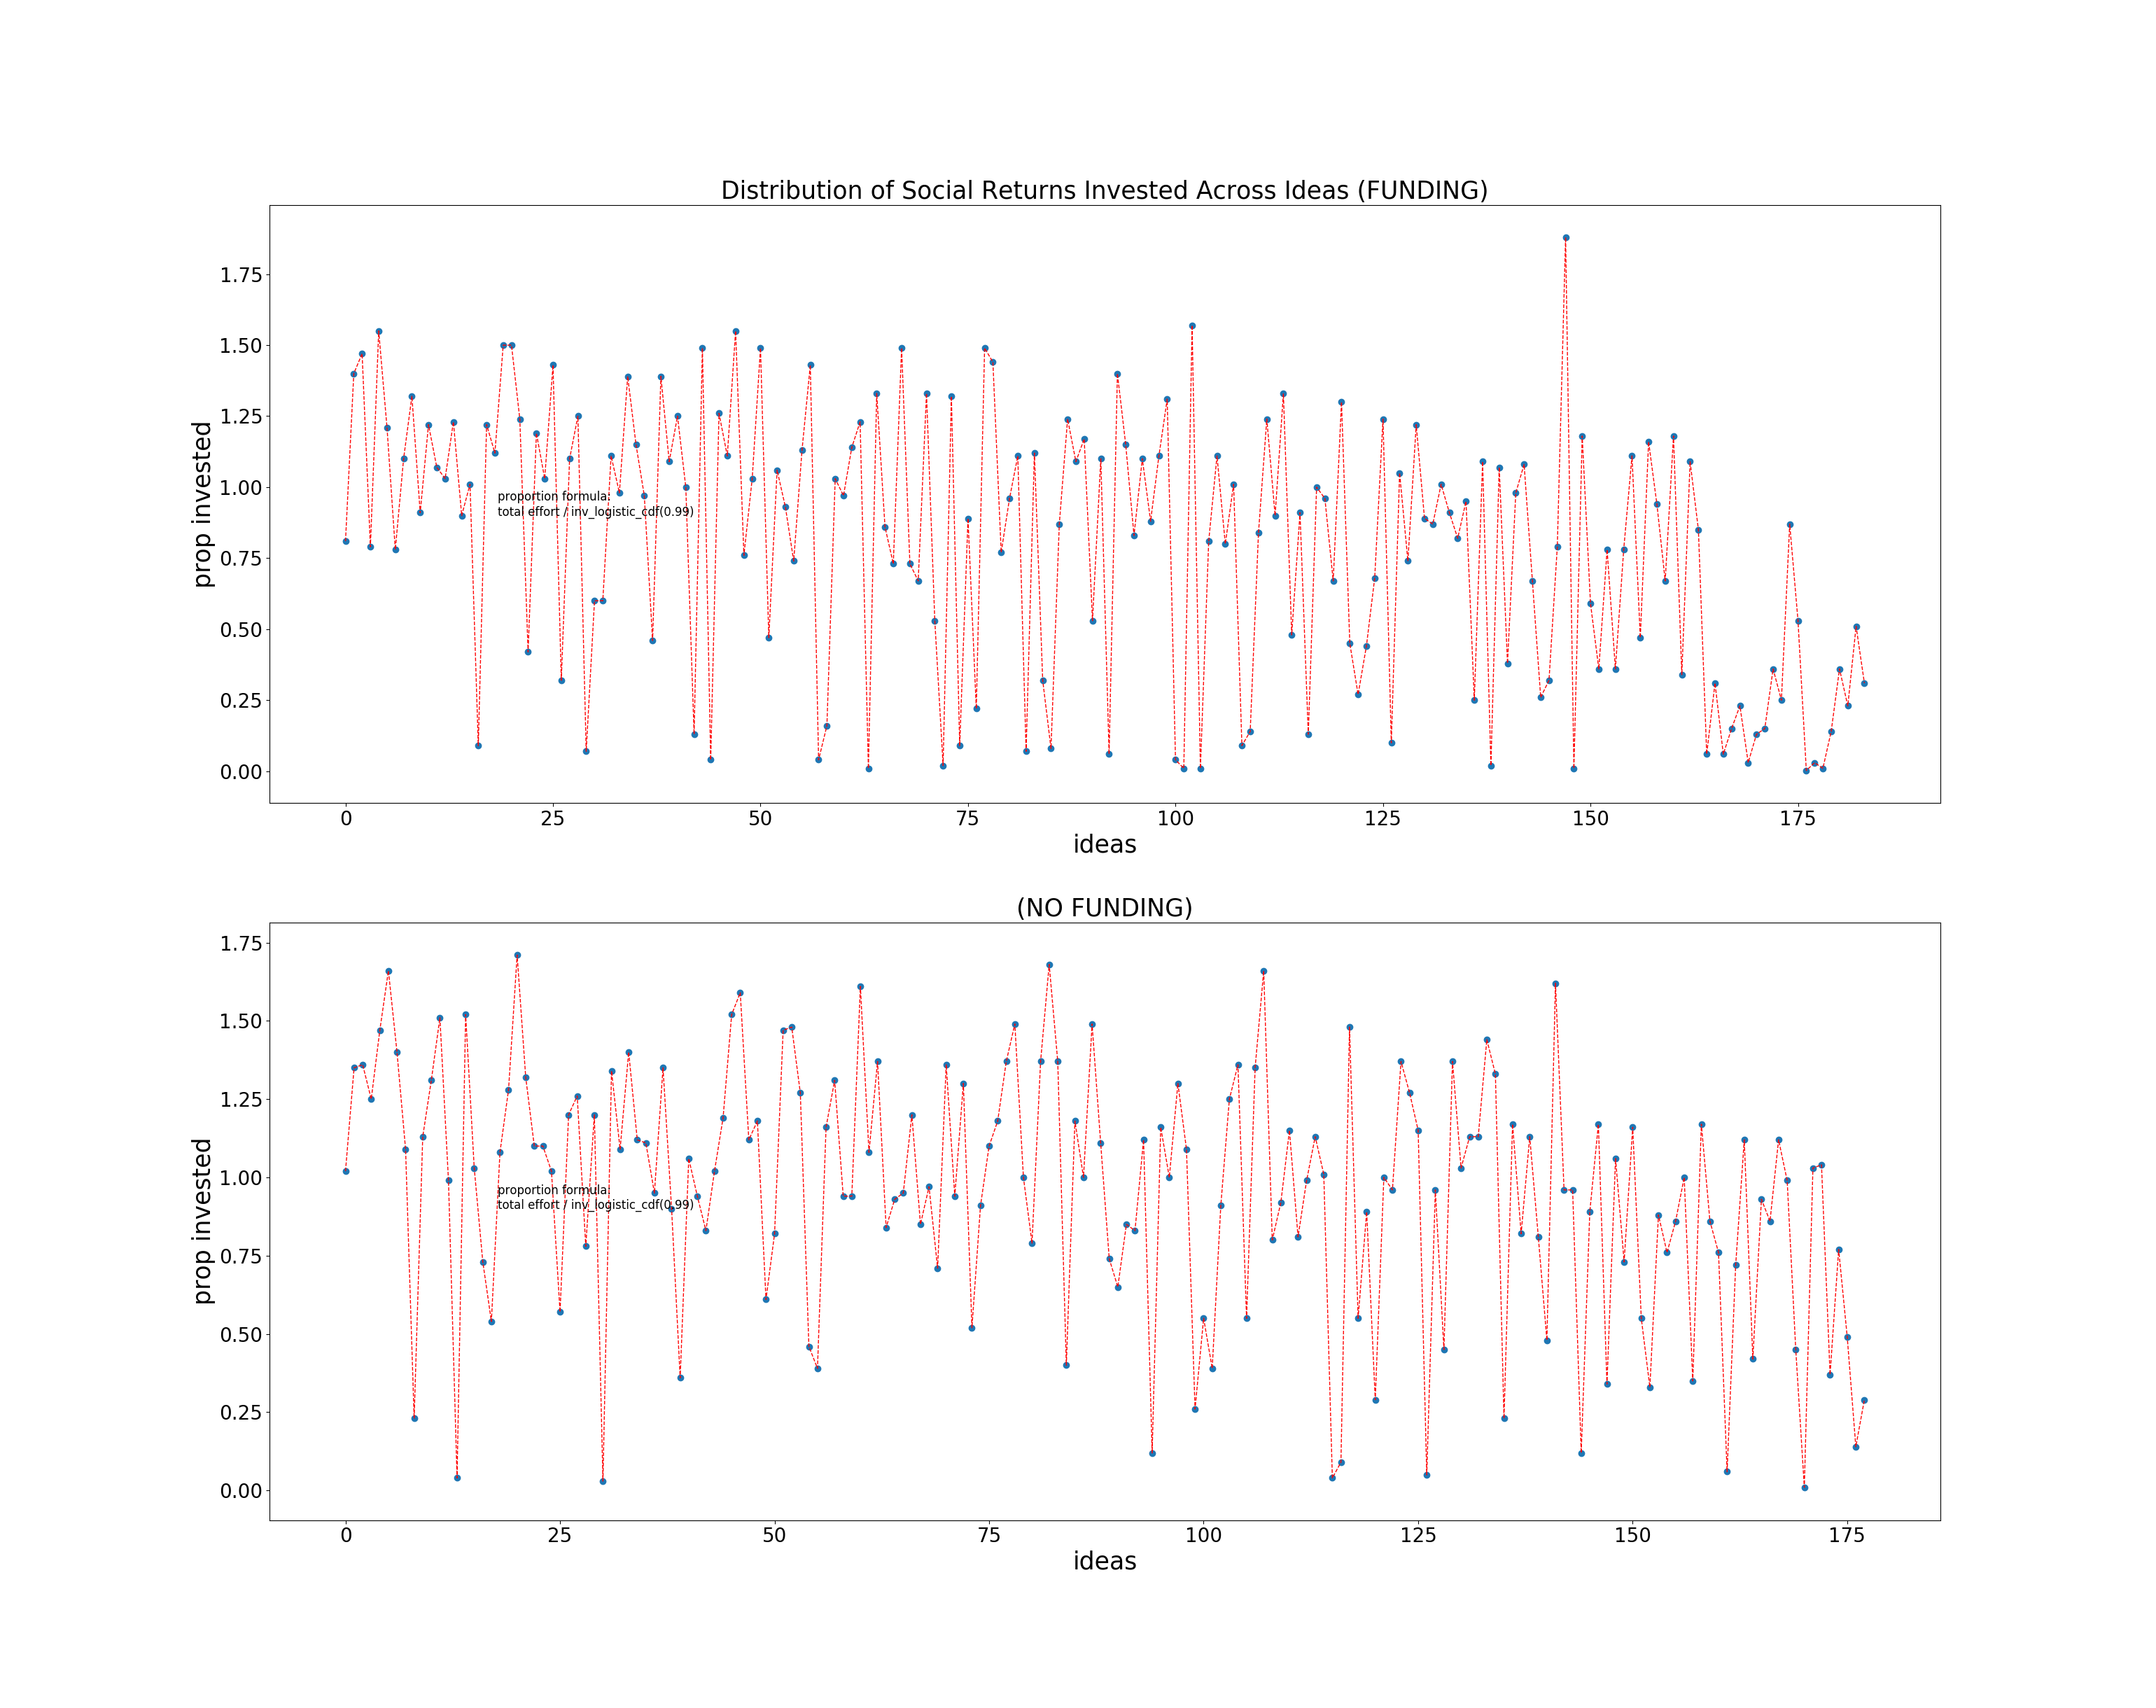 Distribution of Social Returns Invested Across Ideas (FUNDING)
1.75
1.50
1.25
1.00
0.75
0.50
0.25
0.00
prop invested
proportion formula:
total effort / inv_logistic_cdf(0.99)
0 25 50 75 100 125 150 175
ideas
(NO FUNDING)
1.75
1.50
1.25
1.00
0.75
0.50
0.25
0.00
prop invested
proportion formula:
total effort / inv_logistic_cdf(0.99)
0 25 50 75 100 125 150 175
ideas